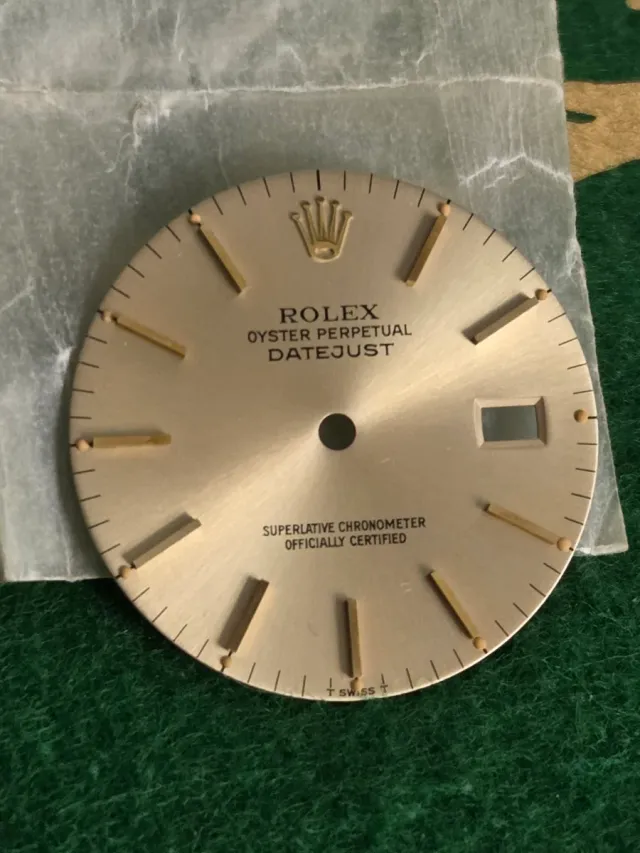 ROLEX
OYSTER PERPETUAL
DATEJUST
SUPERLATIVE CHRONOMETER
OFFICIALLY CERTIFIED
T SWISS T